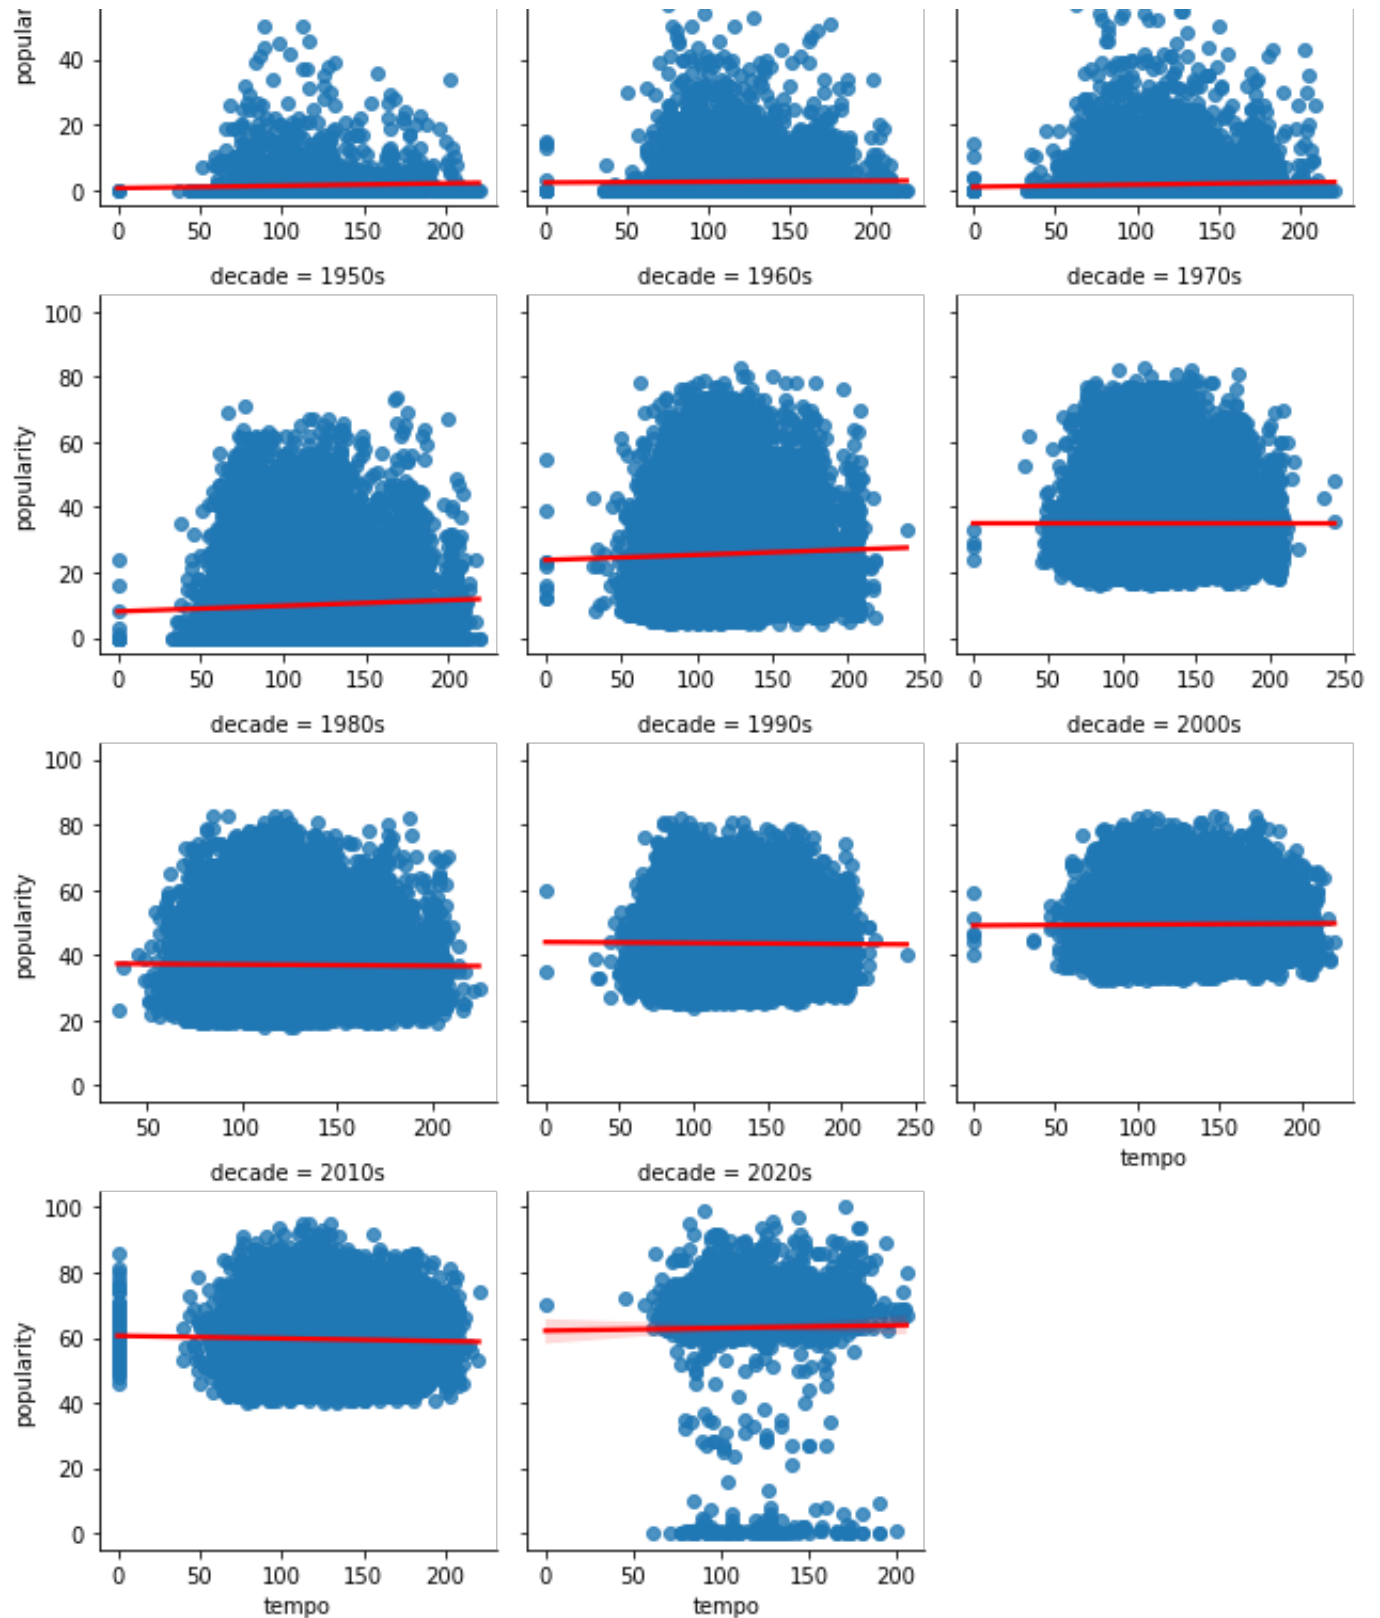 popular
40
20
0
0 50 100 150 200
0 50 100 150 200
0 50 100 150 200
decade = 1950s
decade = 1960s
decade = 1970s
popularity
100
80
60
40
20
0
0 50 100 150 200
0 50 100 150 200 250
0 50 100 150 200 250
decade = 1980s
decade = 1990s
decade = 2000s
popularity
100
80
60
40
20
0
50 100 150 200
0 50 100 150 200 250
0 50 100 150 200
tempo
decade = 2010s
decade = 2020s
popularity
100
80
60
40
20
0
0 50 100 150 200
0 50 100 150 200
tempo
tempo